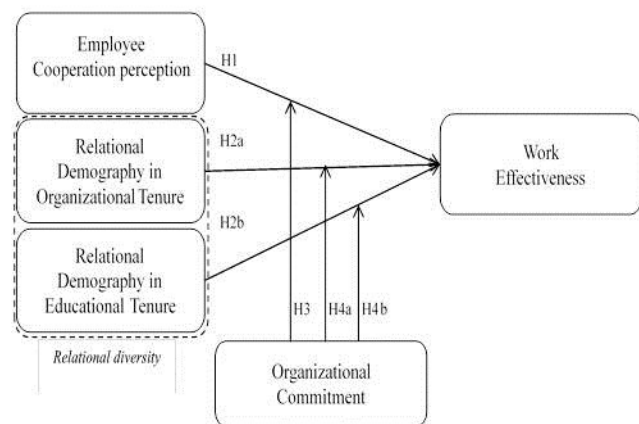 Employee
Cooperation perception
H1
Relational
Demography in
Organizational Tenure
H2a
Work
Effectiveness
H2b
Relational
Demography in
Educational Tenure
H3
H4a
H4b
Relational diversity
Organizational
Commitment